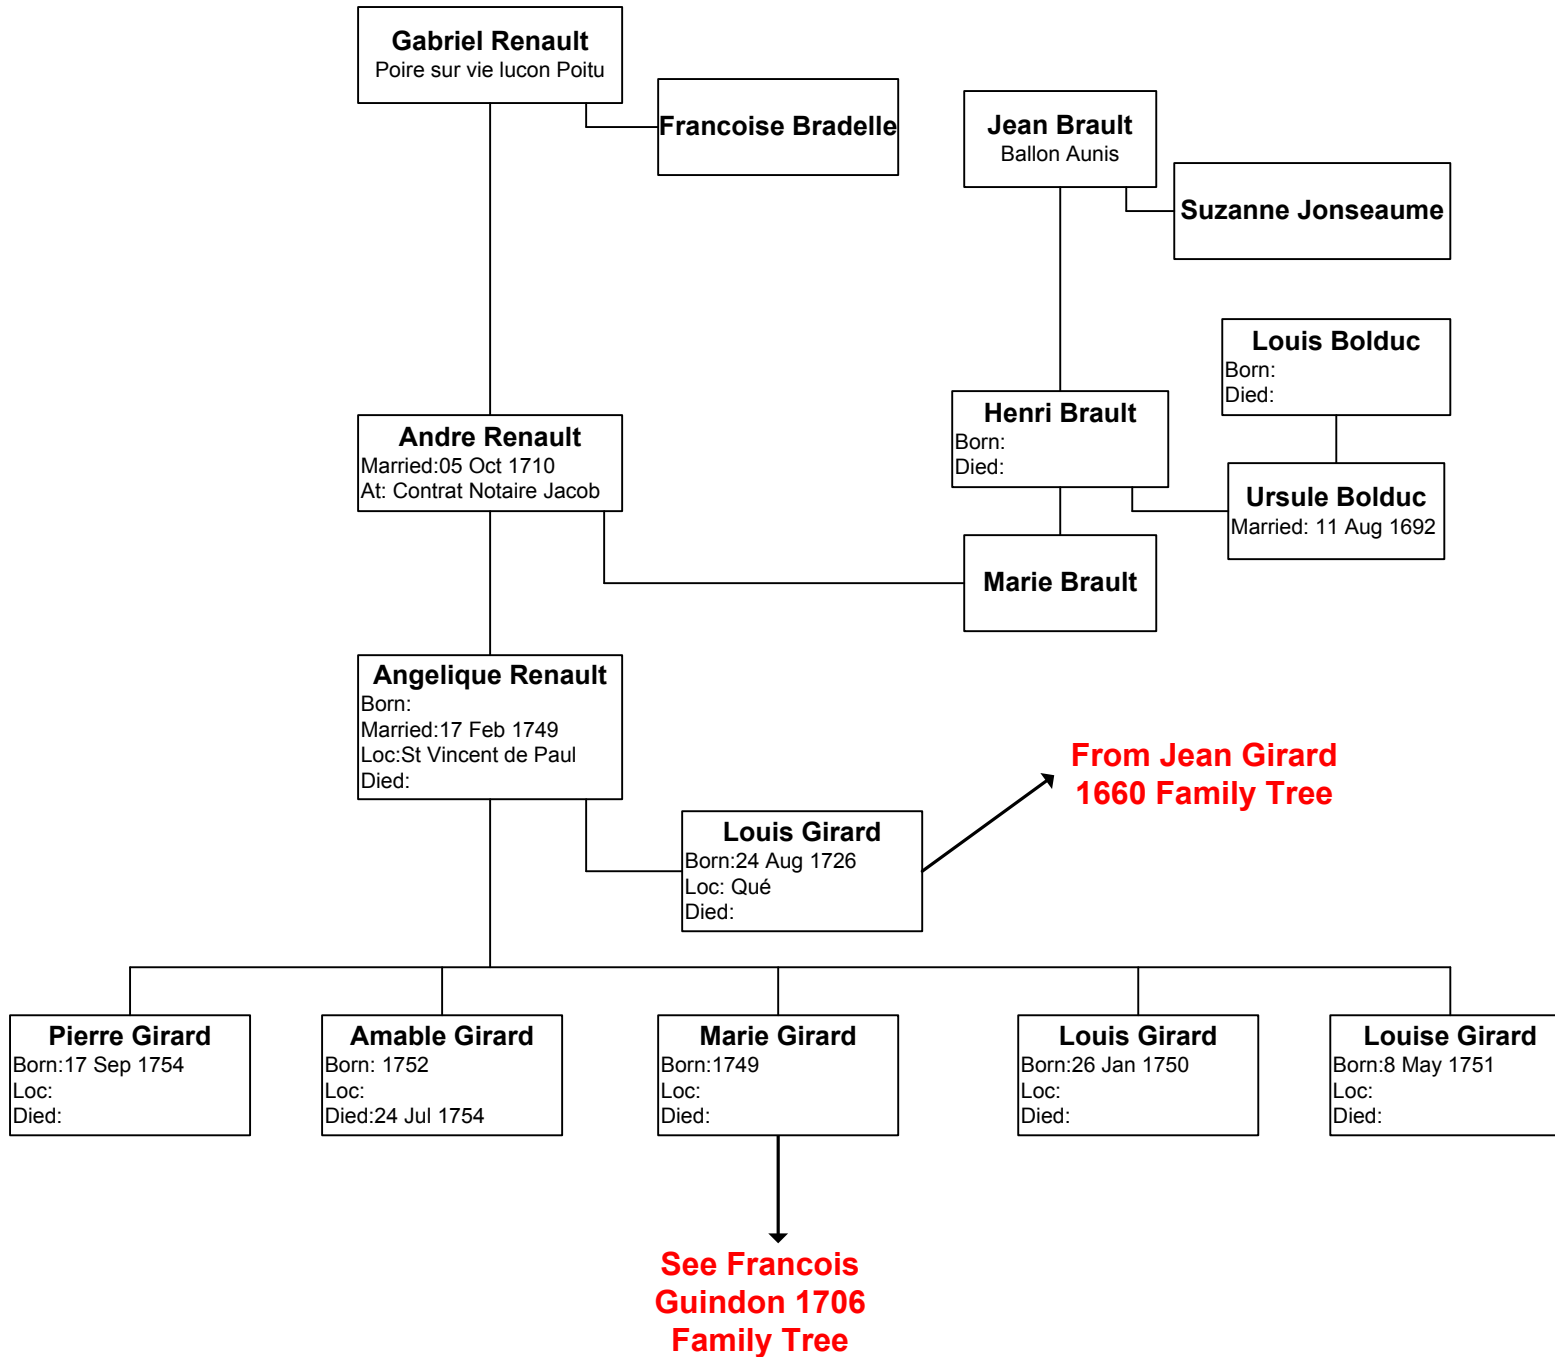 Gabriel Renault
Poire sur vie lucon Poitu
Francoise Bradelle
Jean Brault
Ballon Aunis
Suzanne Jonseaume
Louis Bolduc
Born:
Died:
Andre Renault
Married:05 Oct 1710
At: Contrat Notaire Jacob
Henri Brault
Born:
Died:
Ursule Bolduc
Married: 11 Aug 1692
Marie Brault
Angelique Renault
Born:
Married:17 Feb 1749
Loc:St Vincent de Paul
Died:
From Jean Girard
1660 Family Tree
Louis Girard
Born:24 Aug 1726
Loc: Qué
Died:
Pierre Girard
Born:17 Sep 1754
Loc:
Died:
Amable Girard
Born: 1752
Loc:
Died:24 Jul 1754
Marie Girard
Born:1749
Loc:
Died:
Louis Girard
Born:26 Jan 1750
Loc:
Died:
Louise Girard
Born:8 May 1751
Loc:
Died:
See Francois
Guindon 1706
Family Tree